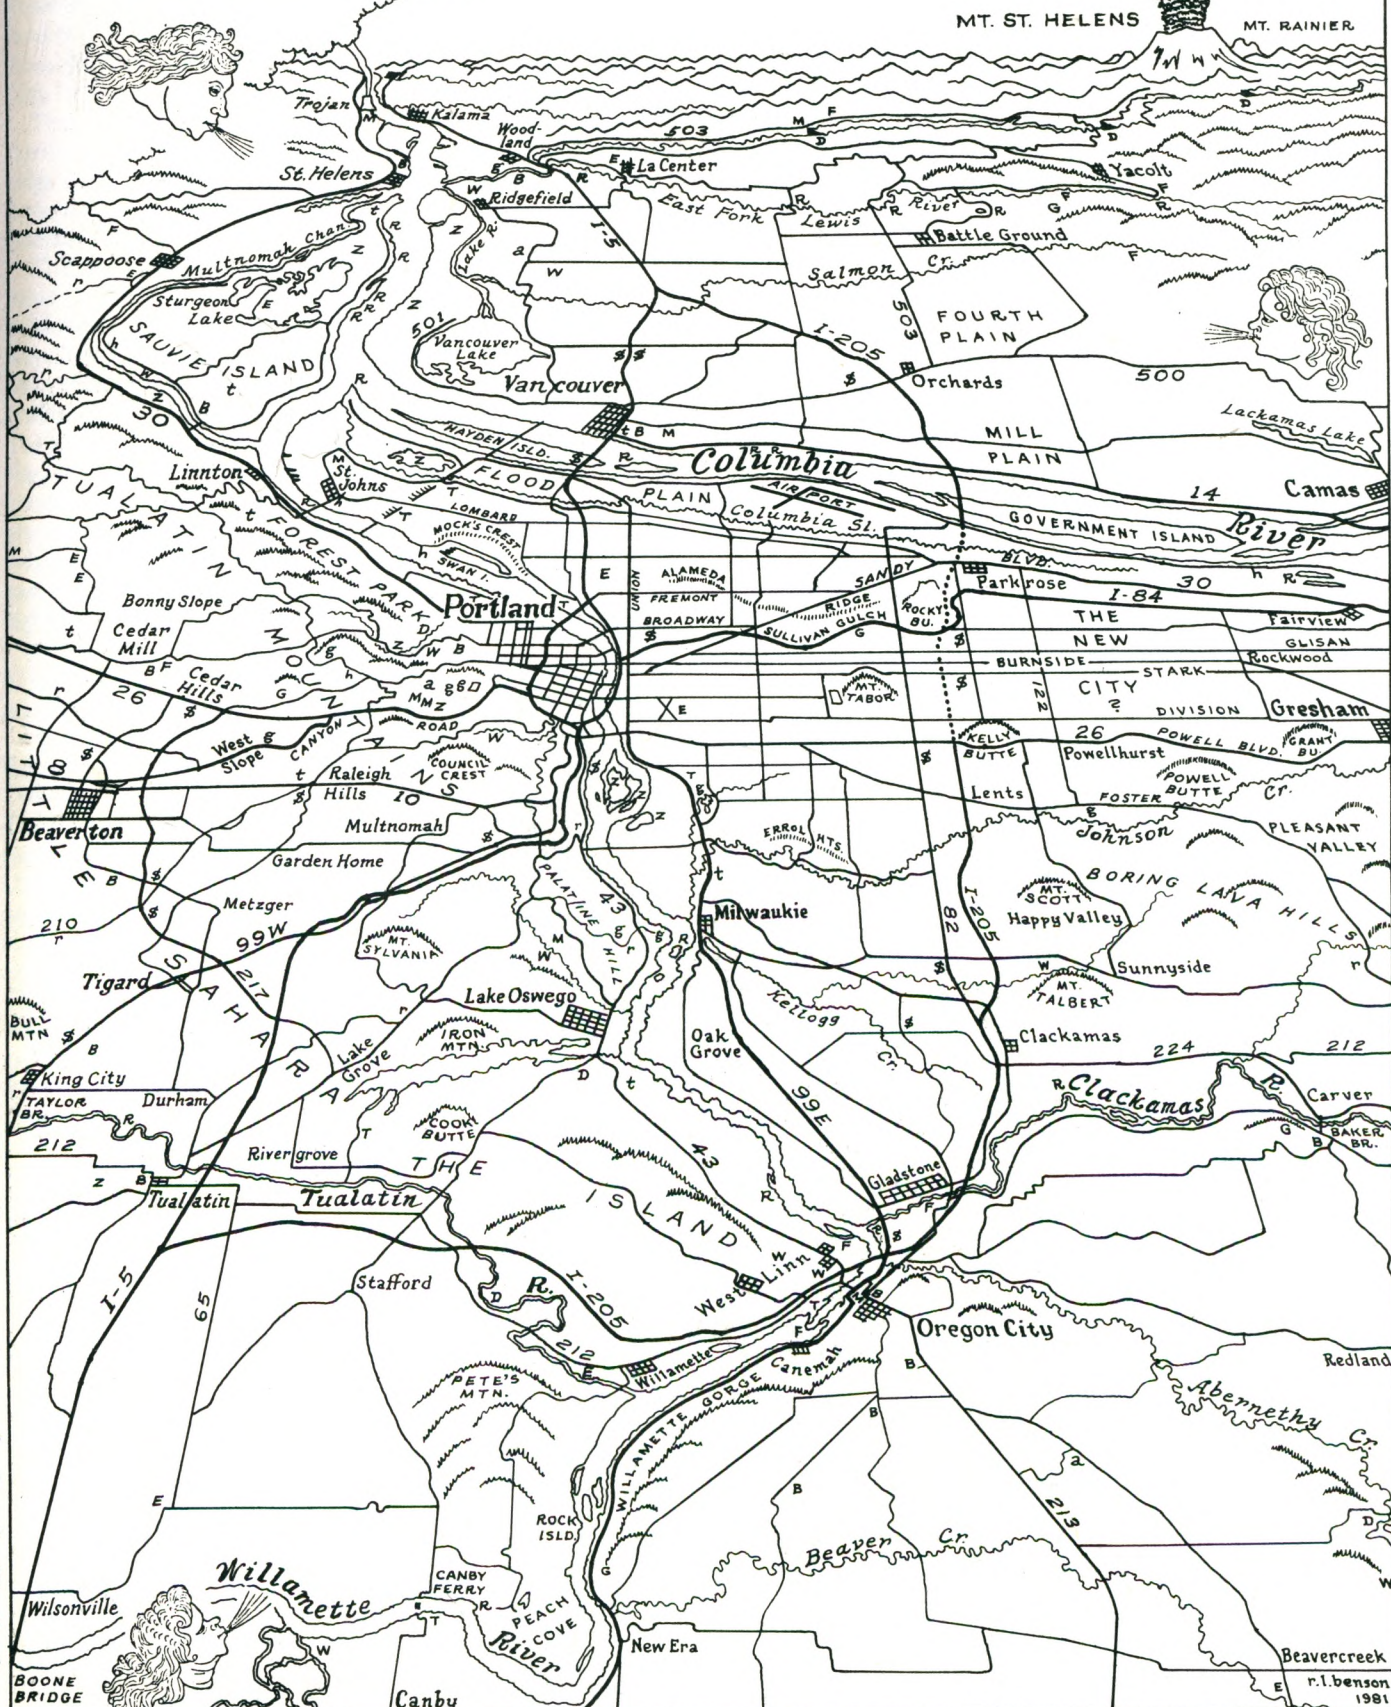 MT. ST. HELENS
MT. RAINIER
Trojan
M
Kalama
Wood-
land
503
M
F
D
D
D
St. Helens
B
E
B
R
E
La Center
Yacolt
W
Ridgefield
East Fork
Lewis
River
R
R
R
G
F
F
R
F
Multnomah Chan.
t
R
Z
R
Z
Lake R.
a
W
I-5
Battle Ground
Scappoose
E
r
Salmon
Cr.
F
Sturgeon
Lake
E
R
R
R
Z
501
Vancouver
Lake
503
FOURTH
PLAIN
SAUVIE ISLAND
h
W
t
Z
B
30
R
$ $
I-205
$
Orchards
500
Vancouver
t B M
Lackamas Lake
MILL
PLAIN
HAYDEN ISLD.
$
R
Columbia
River
14
Camas
Linnton
M
St.
Johns
Z
FLOOD
PLAIN
AIRPORT
Columbia Sl.
GOVERNMENT ISLAND
TUALATIN MOUNTAINS
t
FOREST PARK
T
T
LOMBARD
MOCK'S CREST
h
SWAN I.
BLVD.
M
E
E
Bonny Slope
Portland
E
UNION
ALAMEDA
FREMONT
BROADWAY
SANDY
RIDGE
SULLIVAN GULCH
G
ROCKY
BU.
Parkrose
30
h
R
I-84
Fairview
t
Cedar
Mill
B F
Cedar
Hills
G
g
h
Z
W
B
a
g 6
M
M Z
$
$
THE
NEW
CITY
?
GLISAN
BURNSIDE
Rockwood
STARK
122
DIVISION
Gresham
26
$
r
MT.
TABOR
E
$
West
Slope
g
CANYON
ROAD
W
KELLY
BUTTE
26
POWELL BLVD.
GRANT
BU.
Powellhurst
POWELL
BUTTE
LITTLE
8
$
t
Raleigh
Hills
$
10
COUNCIL
CREST
$
Z
Z
Z
T
g
$
Lents
FOSTER
g
Johnson
Cr.
Beaverton
Multnomah
$
r
ERROL HTS.
PLEASANT
VALLEY
Garden Home
B
$
$
PALATINE
HILL
43
t
BORING LAVA HILLS
MT.
SCOTT
Happy Valley
210
r
Metzger
99W
MT.
SYLVANIA
M
W
g
r
g
R
Milwaukie
82
I-205
$
W
Sunnyside
r
MT.
TALBERT
SAHARA
Tigard
217
Lake Oswego
r
Kellogg
Cr.
$
Clackamas
BULL
MTN
$
B
IRON
MTN.
Lake
Grove
Oak
Grove
224
212
King City
r
TAYLOR
BR.
Durham
R
D
t
99E
R
Clackamas
R.
Carver
G
B
BAKER
BR.
212
COOK
BUTTE
T
Rivergrove
43
R
Gladstone
z
B
Tualatin
Tualatin
THE
ISLAND
F
$
R
F
W
W
West Linn
Stafford
D
R.
I-5
65
I-205
212
E
Willamette
F
Canemah
M
B
Oregon City
B
Redland
PETE'S
MTN.
WILLAMETTE GORGE
B
B
a
Abernethy
Cr.
213
E
ROCK
ISLD.
G
Beaver
Cr.
D
W
Willamette
CANBY
FERRY
T
R
PEACH
COVE
River
Wilsonville
W
New Era
Beavercreek
BOONE
BRIDGE
Canby
E
r.l.benson
1981